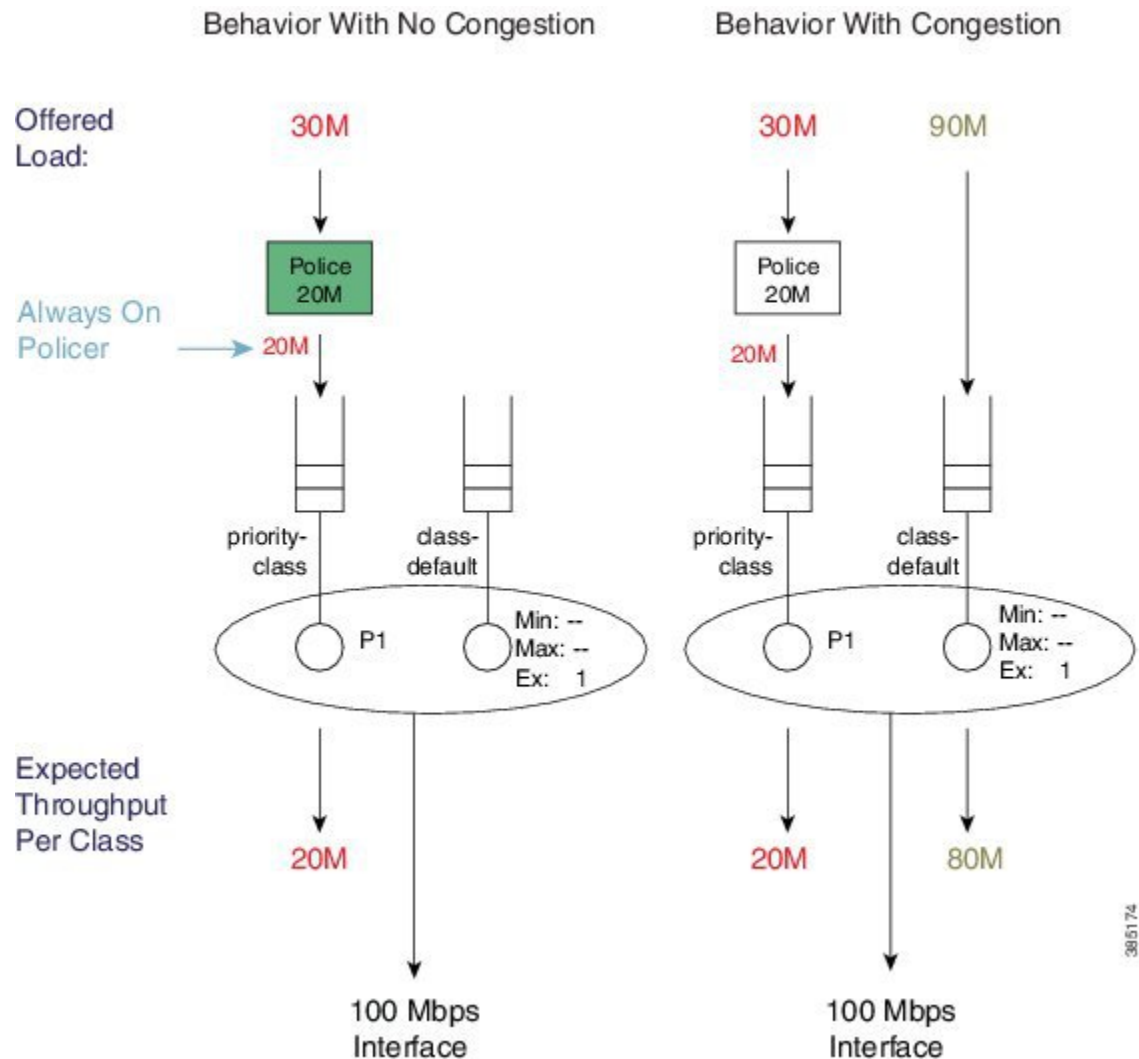 Behavior With No Congestion
Behavior With Congestion
Offered
Load:
30M
30M
90M
Police
20M
Police
20M
Always On
Policer
20M
20M
priority-
class
class-
default
priority-
class
class-
default
P1
Min: --
Max: --
Ex: 1
P1
Min: --
Max: --
Ex: 1
Expected
Throughput
Per Class
20M
20M
80M
100 Mbps
Interface
100 Mbps
Interface
385174